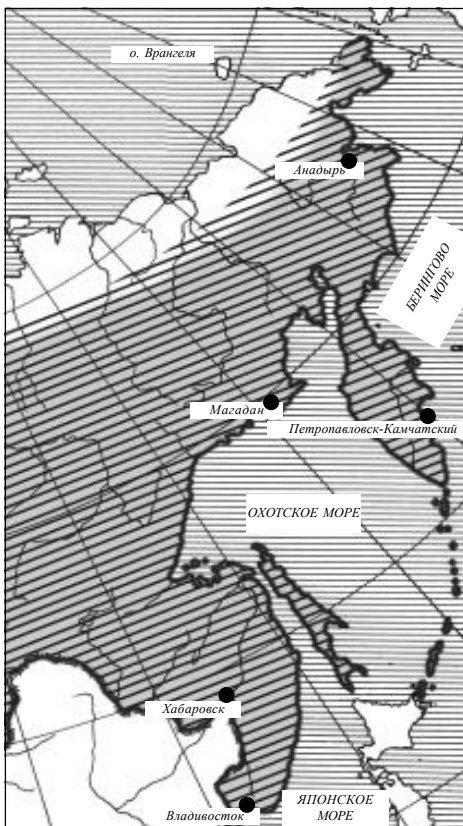 о. Врангеля
Анадырь
БЕРИНГОВО
МОРЕ
Магадан
Петропавловск-Камчатский
ОХОТСКОЕ МОРЕ
Хабаровск
Владивосток
ЯПОНСКОЕ
МОРЕ